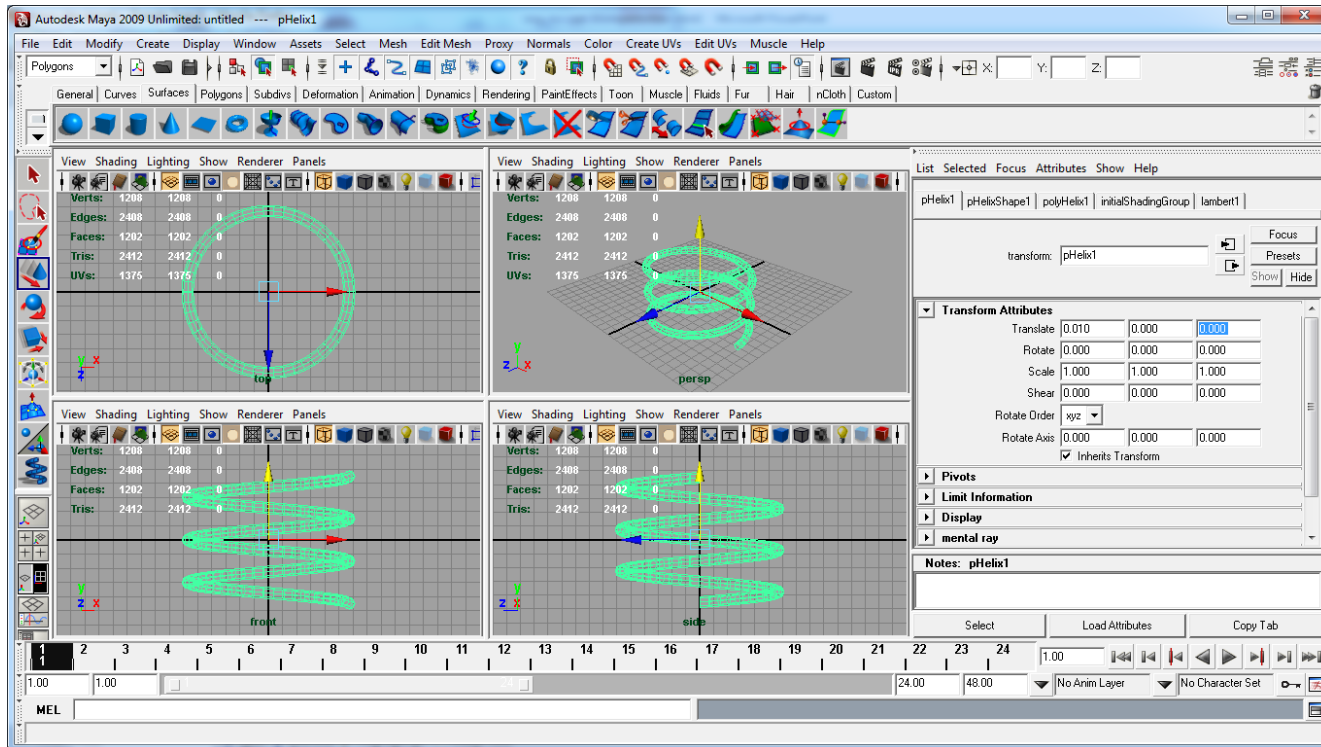 Autodesk Maya 2009 Unlimited: untitled --- pHelix1
File Edit Modify Create Display Window Assets Select Mesh Edit Mesh Proxy Normals Color Create UVs Edit UVs Muscle Help
Polygons X: Y: Z:
General Curves Surfaces Polygons Subdivs Deformation Animation Dynamics Rendering PaintEffects Toon Muscle Fluids Fur Hair nCloth Custom
View Shading Lighting Show Renderer Panels
Verts: 1208 1208 0
Edges: 2408 2408 0
Faces: 1202 1202 0
Tris: 2412 2412 0
UVs: 1375 1375 0
y x
z
top
View Shading Lighting Show Renderer Panels
Verts: 1208 1208 0
Edges: 2408 2408 0
Faces: 1202 1202 0
Tris: 2412 2412 0
UVs: 1375 1375 0
y
z x
persp
View Shading Lighting Show Renderer Panels
Verts: 1208 1208 0
Edges: 2408 2408 0
Faces: 1202 1202 0
Tris: 2412 2412 0
y
z x
front
View Shading Lighting Show Renderer Panels
Verts: 1208 1208 0
Edges: 2408 2408 0
Faces: 1202 1202 0
Tris: 2412 2412 0
y
z x
side
List Selected Focus Attributes Show Help
pHelix1 pHelixShape1 polyHelix1 initialShadingGroup lambert1
Focus
transform: pHelix1
Presets
Show Hide
Transform Attributes
Translate 0.010 0.000 0.000
Rotate 0.000 0.000 0.000
Scale 1.000 1.000 1.000
Shear 0.000 0.000 0.000
Rotate Order xyz
Rotate Axis 0.000 0.000 0.000
Inherits Transform
Pivots
Limit Information
Display
mental ray
Notes: pHelix1
Select Load Attributes Copy Tab
1 2 3 4 5 6 7 8 9 10 11 12 13 14 15 16 17 18 19 20 21 22 23 24 1.00
1
1.00 1.00 1 24 24.00 48.00 No Anim Layer No Character Set
MEL